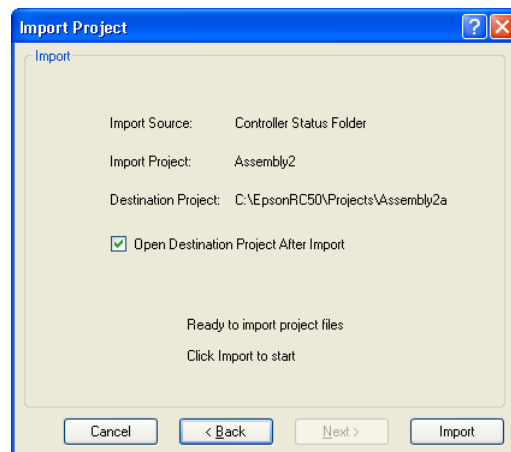 Import Project
Import
Import Source: Controller Status Folder
Import Project: Assembly2
Destination Project: C:\EpsonRC50\Projects\Assembly2a
Open Destination Project After Import
Ready to import project files
Click Import to start
Cancel < Back Next > Import